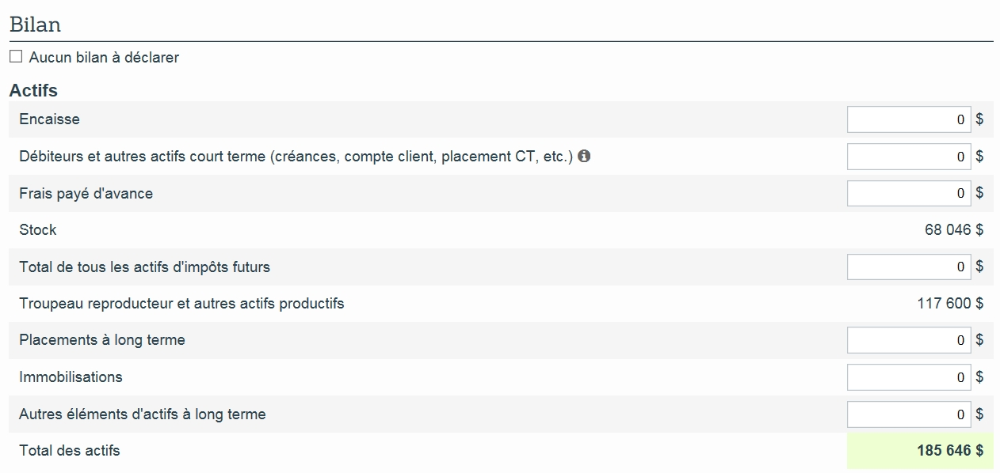 Bilan
Aucun bilan à déclarer
Actifs
Encaisse 0 $
Débiteurs et autres actifs court terme (créances, compte client, placement CT, etc.) 0 $
Frais payé d'avance 0 $
Stock 68 046 $
Total de tous les actifs d'impôts futurs 0 $
Troupeau reproducteur et autres actifs productifs 117 600 $
Placements à long terme 0 $
Immobilisations 0 $
Autres éléments d'actifs à long terme 0 $
Total des actifs 185 646 $